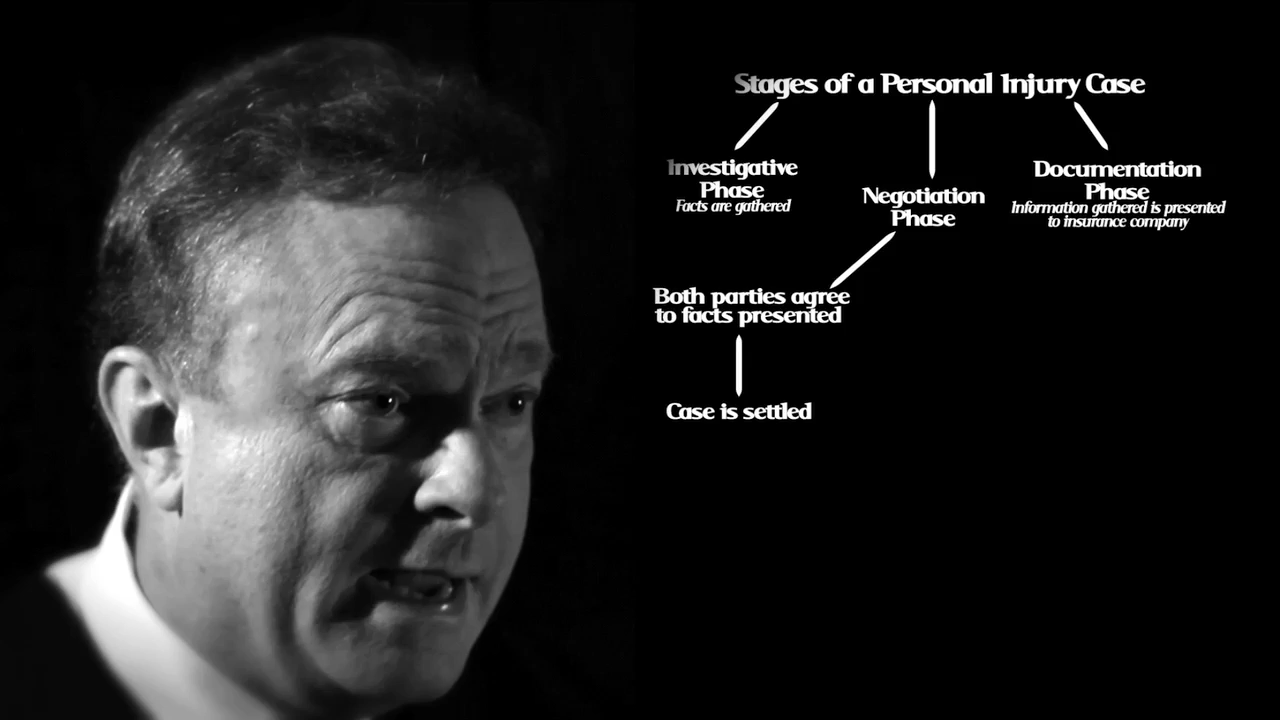 Stages of a Personal Injury Case
Investigative
Phase
Facts are gathered
Negotiation
Phase
Documentation
Phase
Information gathered is presented
to insurance company
Both parties agree
to facts presented
Case is settled